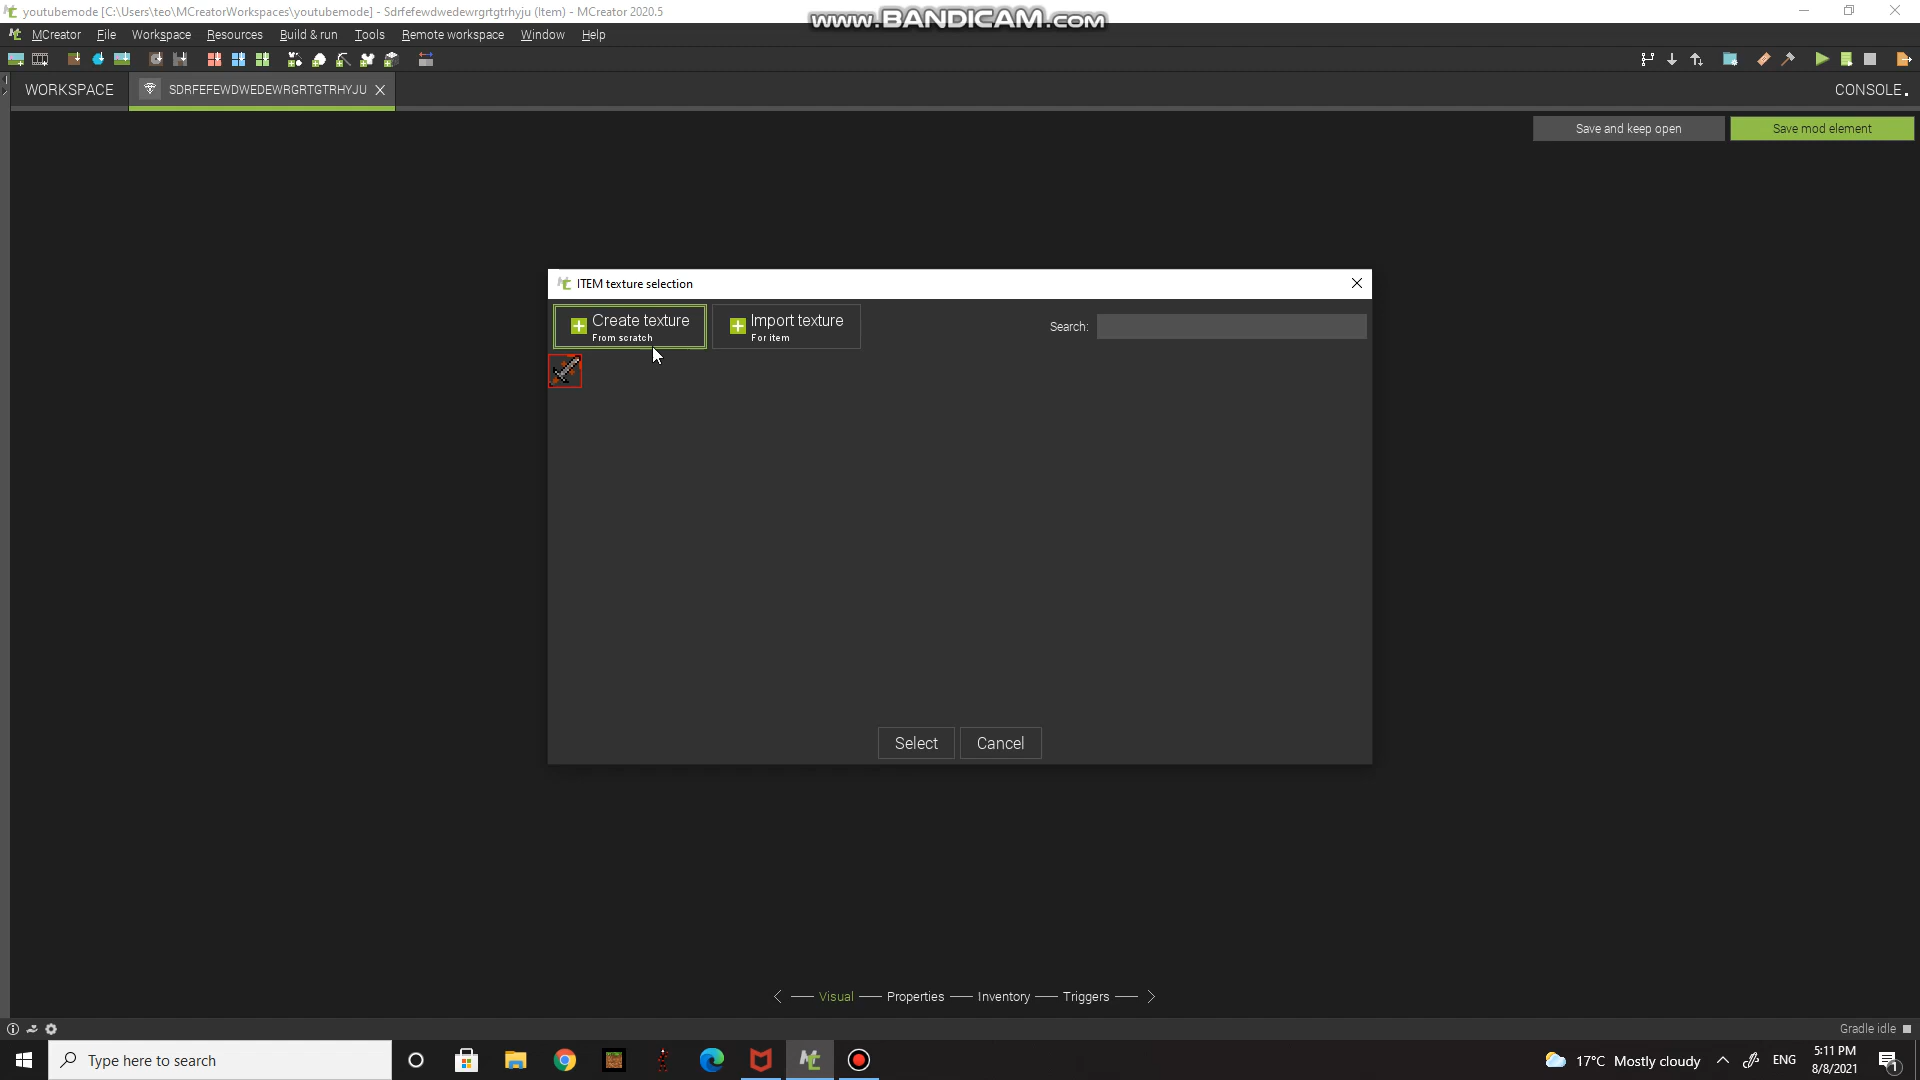 youtubemode [C:\Users\teo\MCreatorWorkspaces\youtubemode] - Sdrfefewdwedewrgrtgtrhyju (Item) - MCreator 2020.5
www.BANDICAM.com
MCreator File Workspace Resources Build & run Tools Remote workspace Window Help
WORKSPACE SDRFEFEWDWEDEWRGRTGTRHYJU CONSOLE
Save and keep open Save mod element
ITEM texture selection
Create texture
From scratch
Import texture
For item
Search:
Select Cancel
Visual Properties Inventory Triggers
Gradle idle
Type here to search
17°C Mostly cloudy ENG
5:11 PM
8/8/2021
1